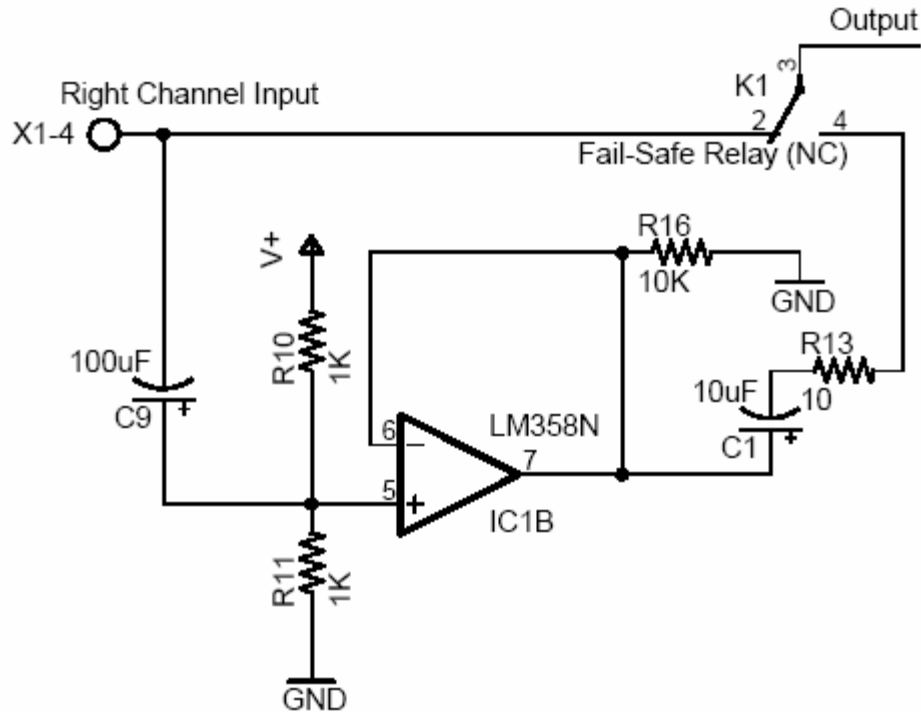 Output
3
K1
Right Channel Input
X1-4
2
4
Fail-Safe Relay (NC)
V+
R16
10K
GND
R10
1K
R13
10
100uF
C9
+
10uF
C1
+
LM358N
6
−
7
5
+
IC1B
R11
1K
GND